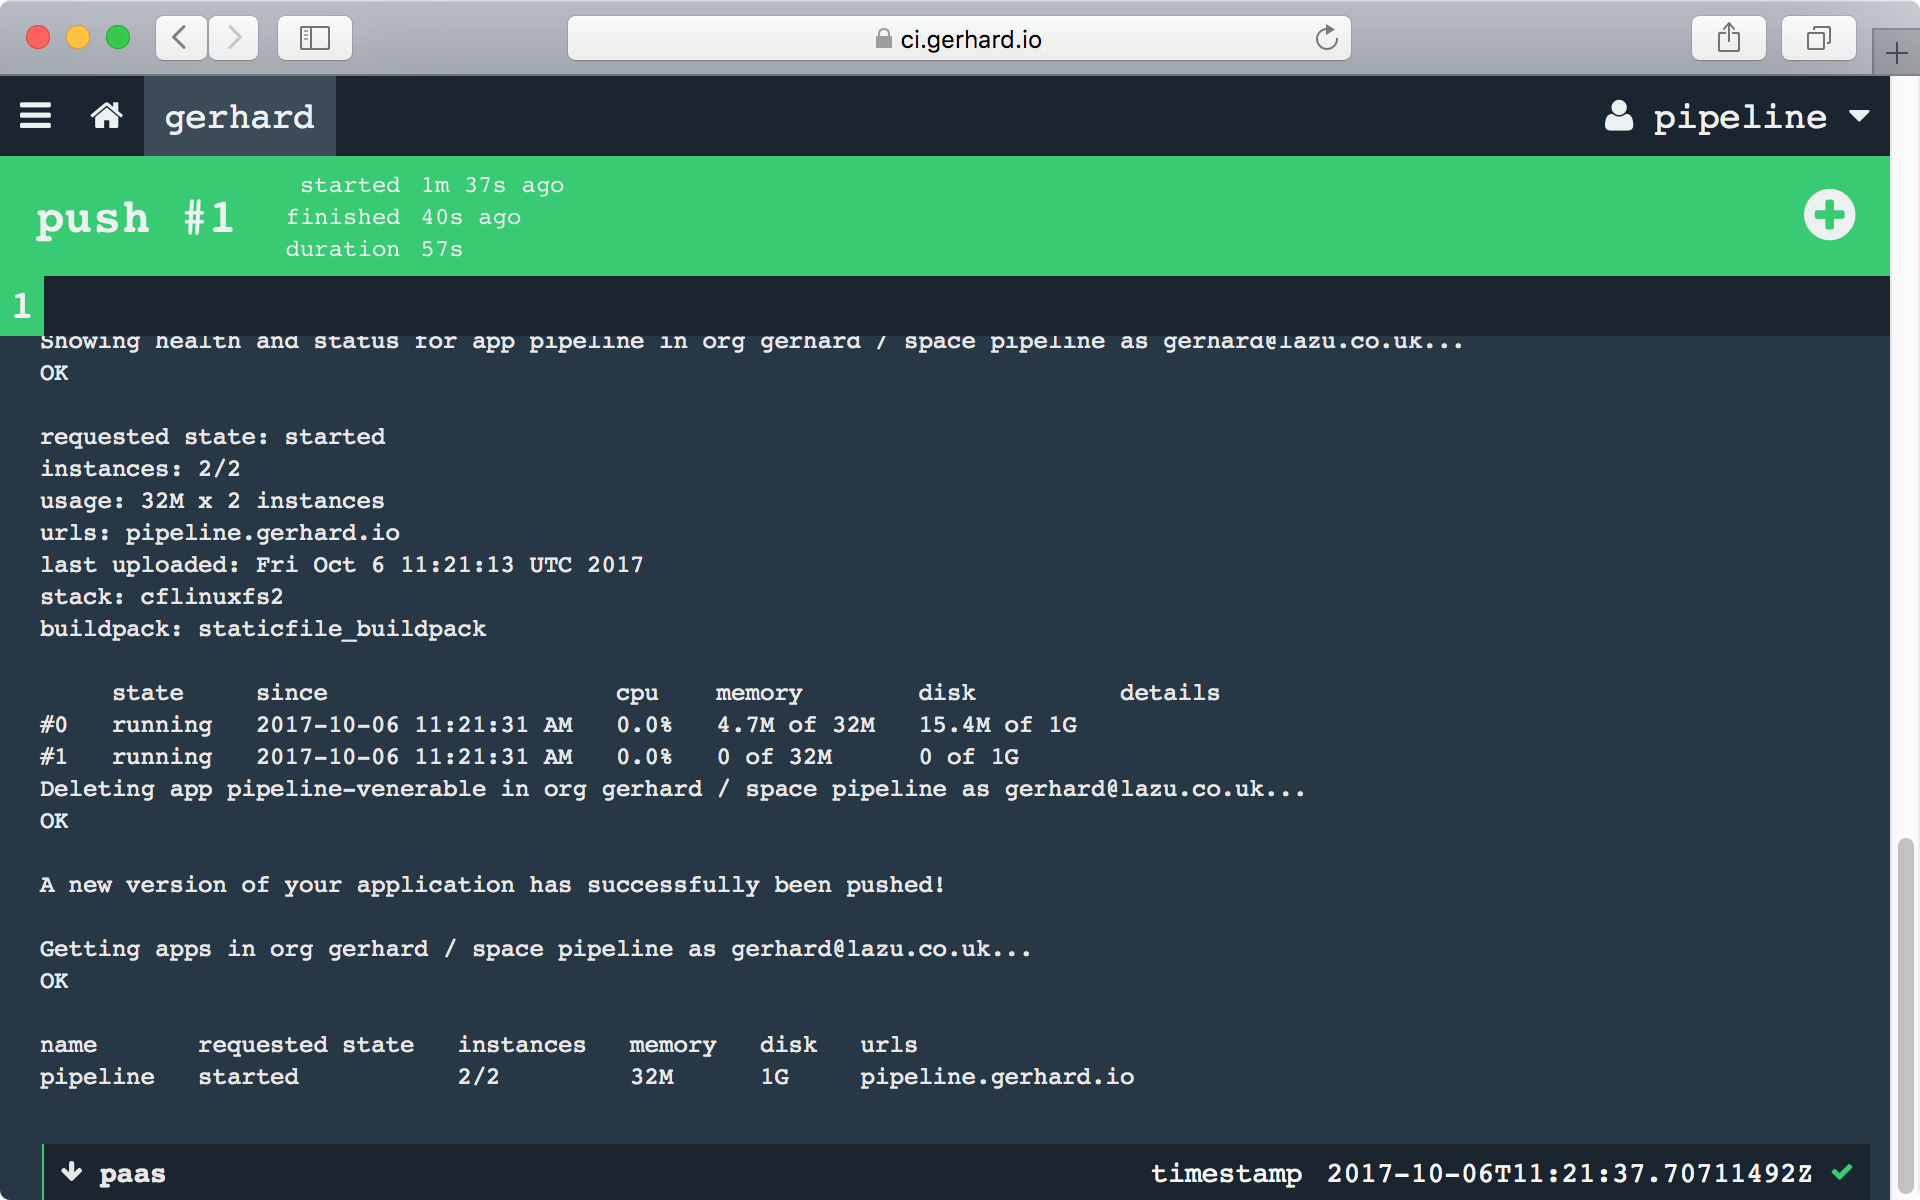 ci.gerhard.io
gerhard
pipeline
push #1
started 1m 37s ago
finished 40s ago
duration 57s
1
Showing health and status for app pipeline in org gerhard / space pipeline as gerhard@lazu.co.uk...
OK
requested state: started
instances: 2/2
usage: 32M x 2 instances
urls: pipeline.gerhard.io
last uploaded: Fri Oct 6 11:21:13 UTC 2017
stack: cflinuxfs2
buildpack: staticfile_buildpack
state since cpu memory disk details
#0 running 2017-10-06 11:21:31 AM 0.0% 4.7M of 32M 15.4M of 1G
#1 running 2017-10-06 11:21:31 AM 0.0% 0 of 32M 0 of 1G
Deleting app pipeline-venerable in org gerhard / space pipeline as gerhard@lazu.co.uk...
OK
A new version of your application has successfully been pushed!
Getting apps in org gerhard / space pipeline as gerhard@lazu.co.uk...
OK
name requested state instances memory disk urls
pipeline started 2/2 32M 1G pipeline.gerhard.io
paas timestamp 2017-10-06T11:21:37.70711492Z